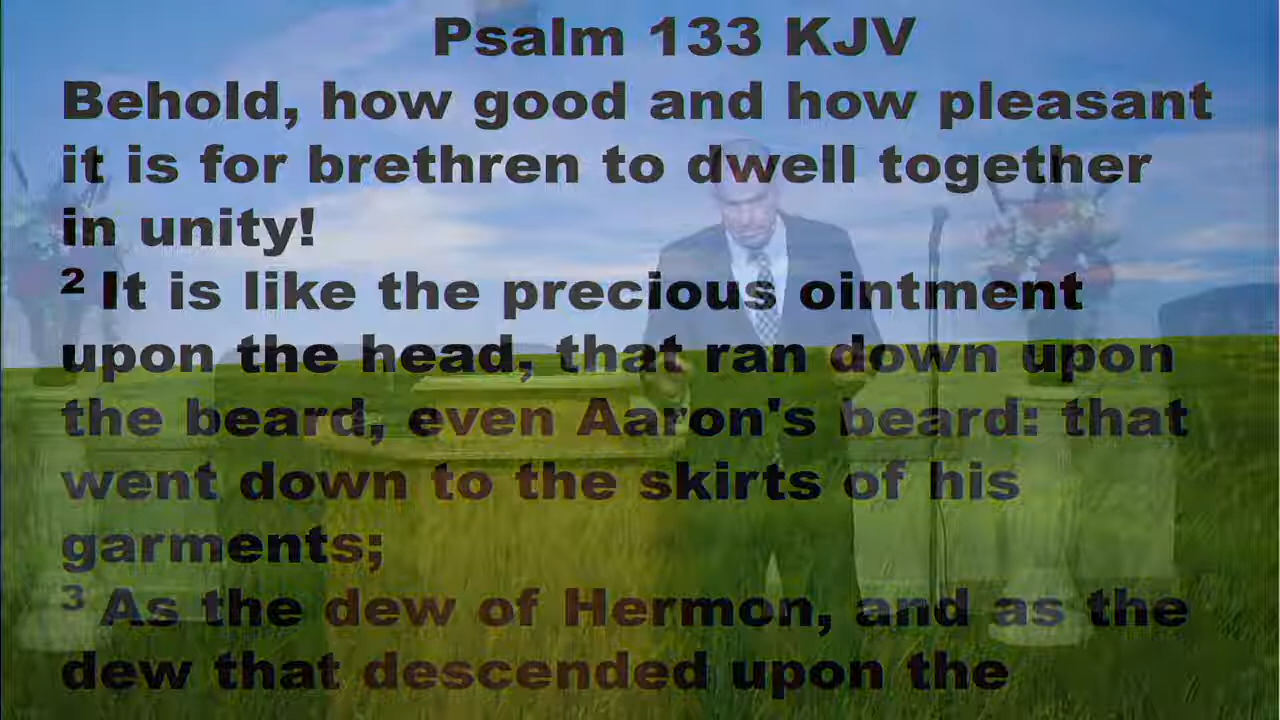 Psalm 133 KJV
Behold, how good and how pleasant
it is for brethren to dwell together
in unity!
2 It is like the precious ointment
upon the head, that ran down upon
the beard, even Aaron's beard: that
went down to the skirts of his
garments;
3 As the dew of Hermon, and as the
dew that descended upon the